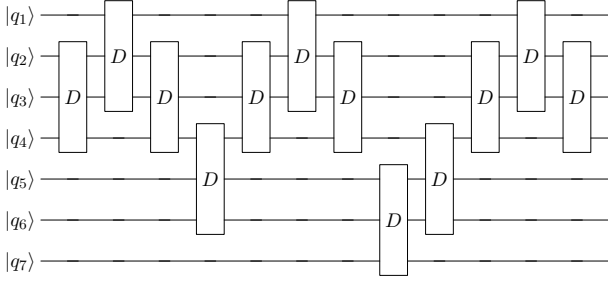 |q₁⟩ D D
|q₂⟩
|q₃⟩ D D D D D D
|q₄⟩
|q₅⟩ D D
|q₆⟩ D
|q₇⟩